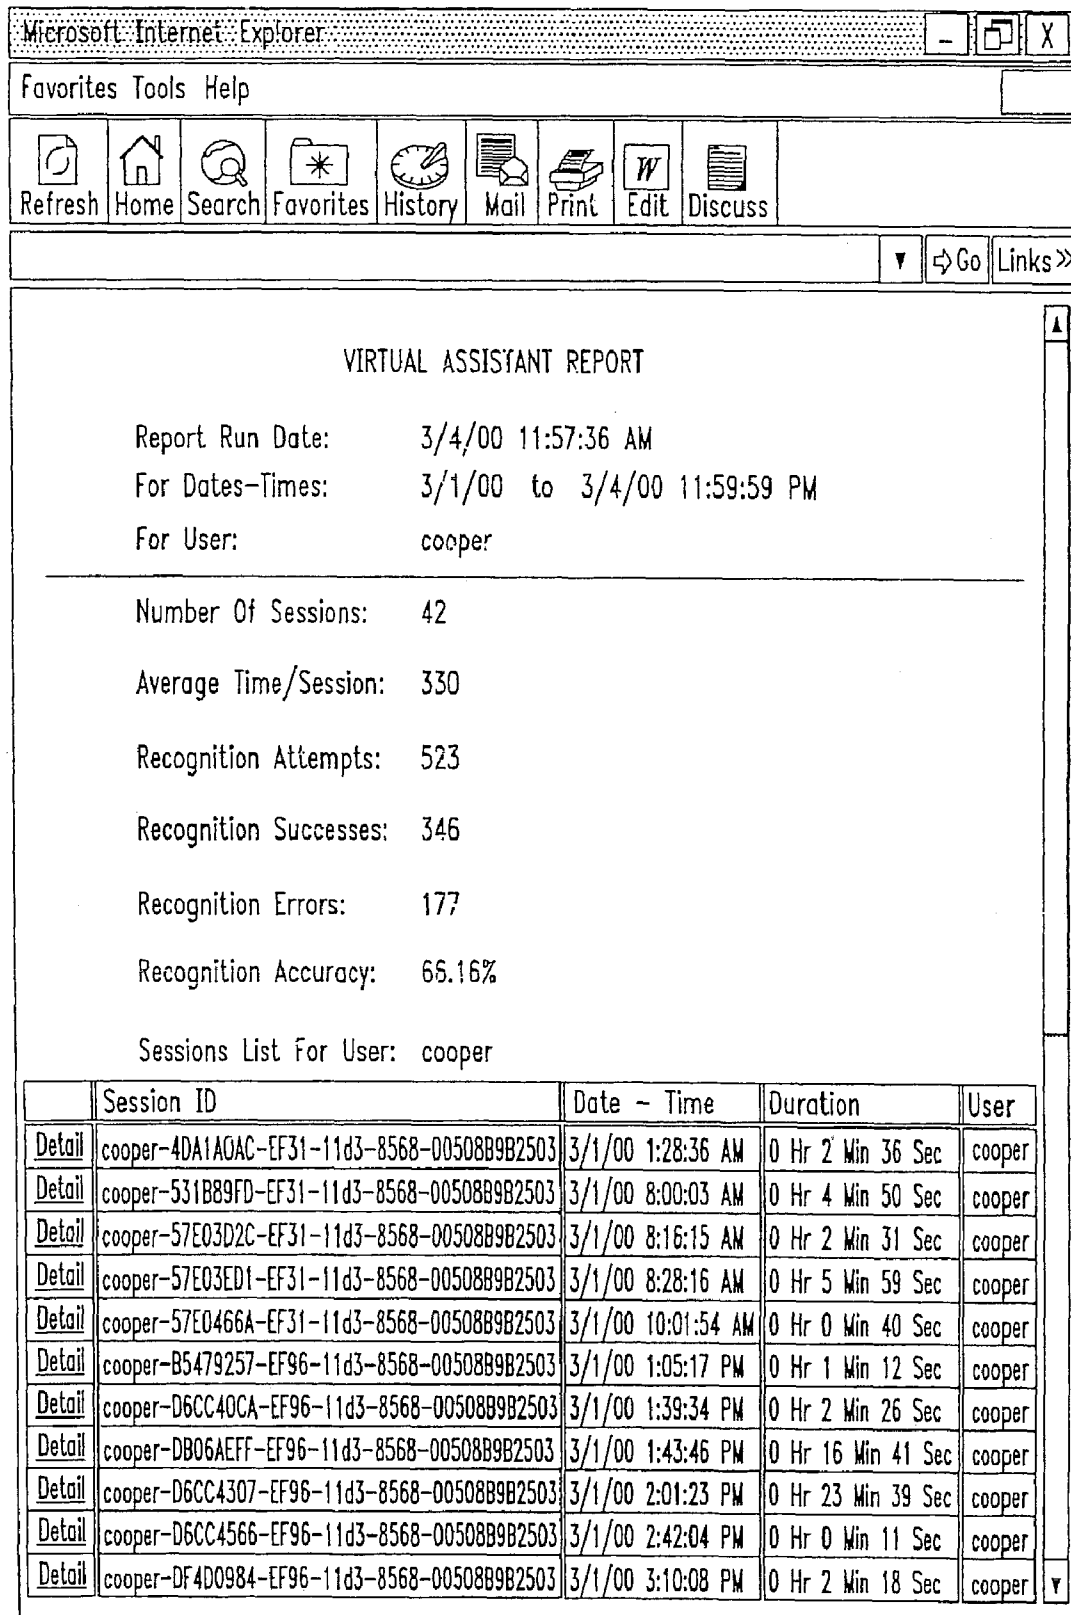 Microsoft Internet Explorer
Favorites Tools Help
Refresh Home Search Favorites History Mail Print Edit Discuss
Go Links »
VIRTUAL ASSISTANT REPORT
Report Run Date: 3/4/00 11:57:36 AM
For Dates-Times: 3/1/00 to 3/4/00 11:59:59 PM
For User: cooper
Number Of Sessions: 42
Average Time/Session: 330
Recognition Attempts: 523
Recognition Successes: 346
Recognition Errors: 177
Recognition Accuracy: 66.16%
Sessions List For User: cooper
Session ID Date - Time Duration User
Detail cooper-4DA1A0AC-EF31-11d3-8568-00508B9B2503 3/1/00 1:28:36 AM 0 Hr 2 Min 36 Sec cooper
Detail cooper-531B89FD-EF31-11d3-8568-00508B9B2503 3/1/00 8:00:03 AM 0 Hr 4 Min 50 Sec cooper
Detail cooper-57E03D2C-EF31-11d3-8568-00508B9B2503 3/1/00 8:16:15 AM 0 Hr 2 Min 31 Sec cooper
Detail cooper-57E03ED1-EF31-11d3-8568-00508B9B2503 3/1/00 8:28:16 AM 0 Hr 5 Min 59 Sec cooper
Detail cooper-57E0466A-EF31-11d3-8568-00508B9B2503 3/1/00 10:01:54 AM 0 Hr 0 Min 40 Sec cooper
Detail cooper-B5479257-EF96-11d3-8568-00508B9B2503 3/1/00 1:05:17 PM 0 Hr 1 Min 12 Sec cooper
Detail cooper-D6CC40CA-EF96-11d3-8568-00508B9B2503 3/1/00 1:39:34 PM 0 Hr 2 Min 26 Sec cooper
Detail cooper-DB06AEFF-EF96-11d3-8568-00508B9B2503 3/1/00 1:43:46 PM 0 Hr 16 Min 41 Sec cooper
Detail cooper-D6CC4307-EF96-11d3-8568-00508B9B2503 3/1/00 2:01:23 PM 0 Hr 23 Min 39 Sec cooper
Detail cooper-D6CC4566-EF96-11d3-8568-00508B9B2503 3/1/00 2:42:04 PM 0 Hr 0 Min 11 Sec cooper
Detail cooper-DF4D0984-EF96-11d3-8568-00508B9B2503 3/1/00 3:10:08 PM 0 Hr 2 Min 18 Sec cooper